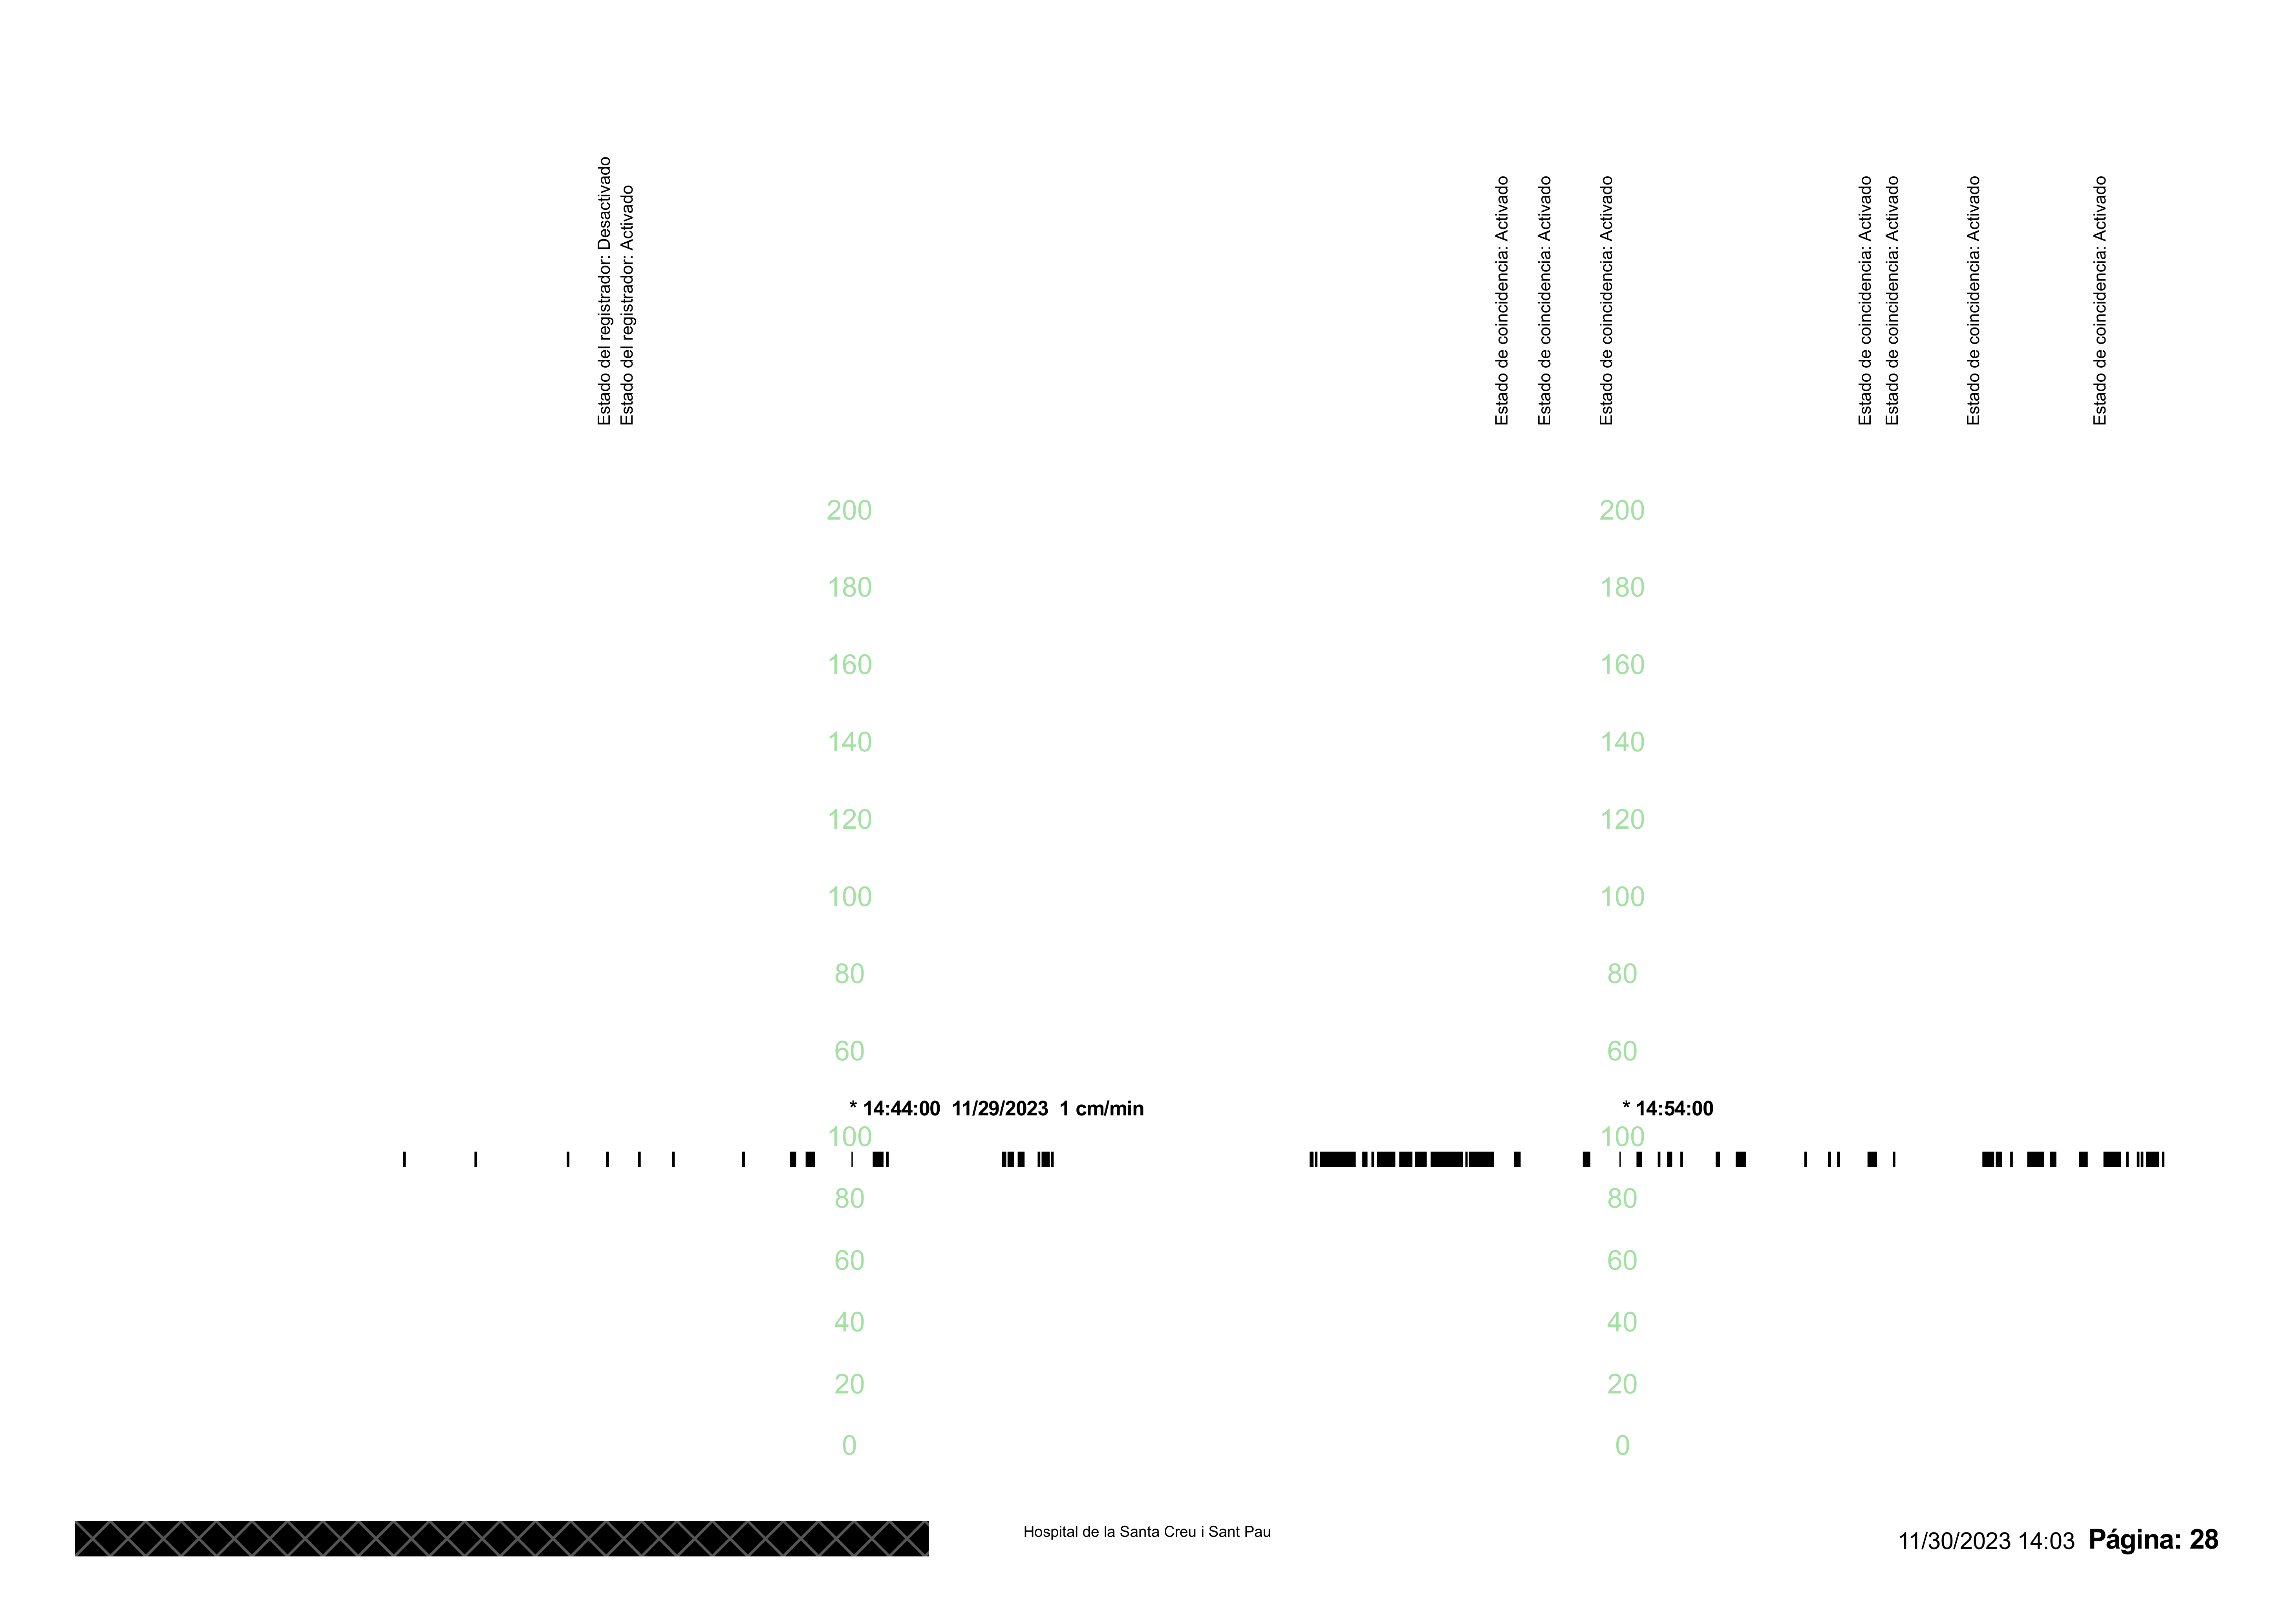 Estado del registrador: Desactivado
Estado del registrador: Activado
Estado de coincidencia: Activado
Estado de coincidencia: Activado
Estado de coincidencia: Activado
Estado de coincidencia: Activado
Estado de coincidencia: Activado
Estado de coincidencia: Activado
Estado de coincidencia: Activado
200 200
180 180
160 160
140 140
120 120
100 100
80 80
60 60
* 14:44:00 11/29/2023 1 cm/min * 14:54:00
100 100
80 80
60 60
40 40
20 20
0 0
Hospital de la Santa Creu i Sant Pau
11/30/2023 14:03 Página: 28